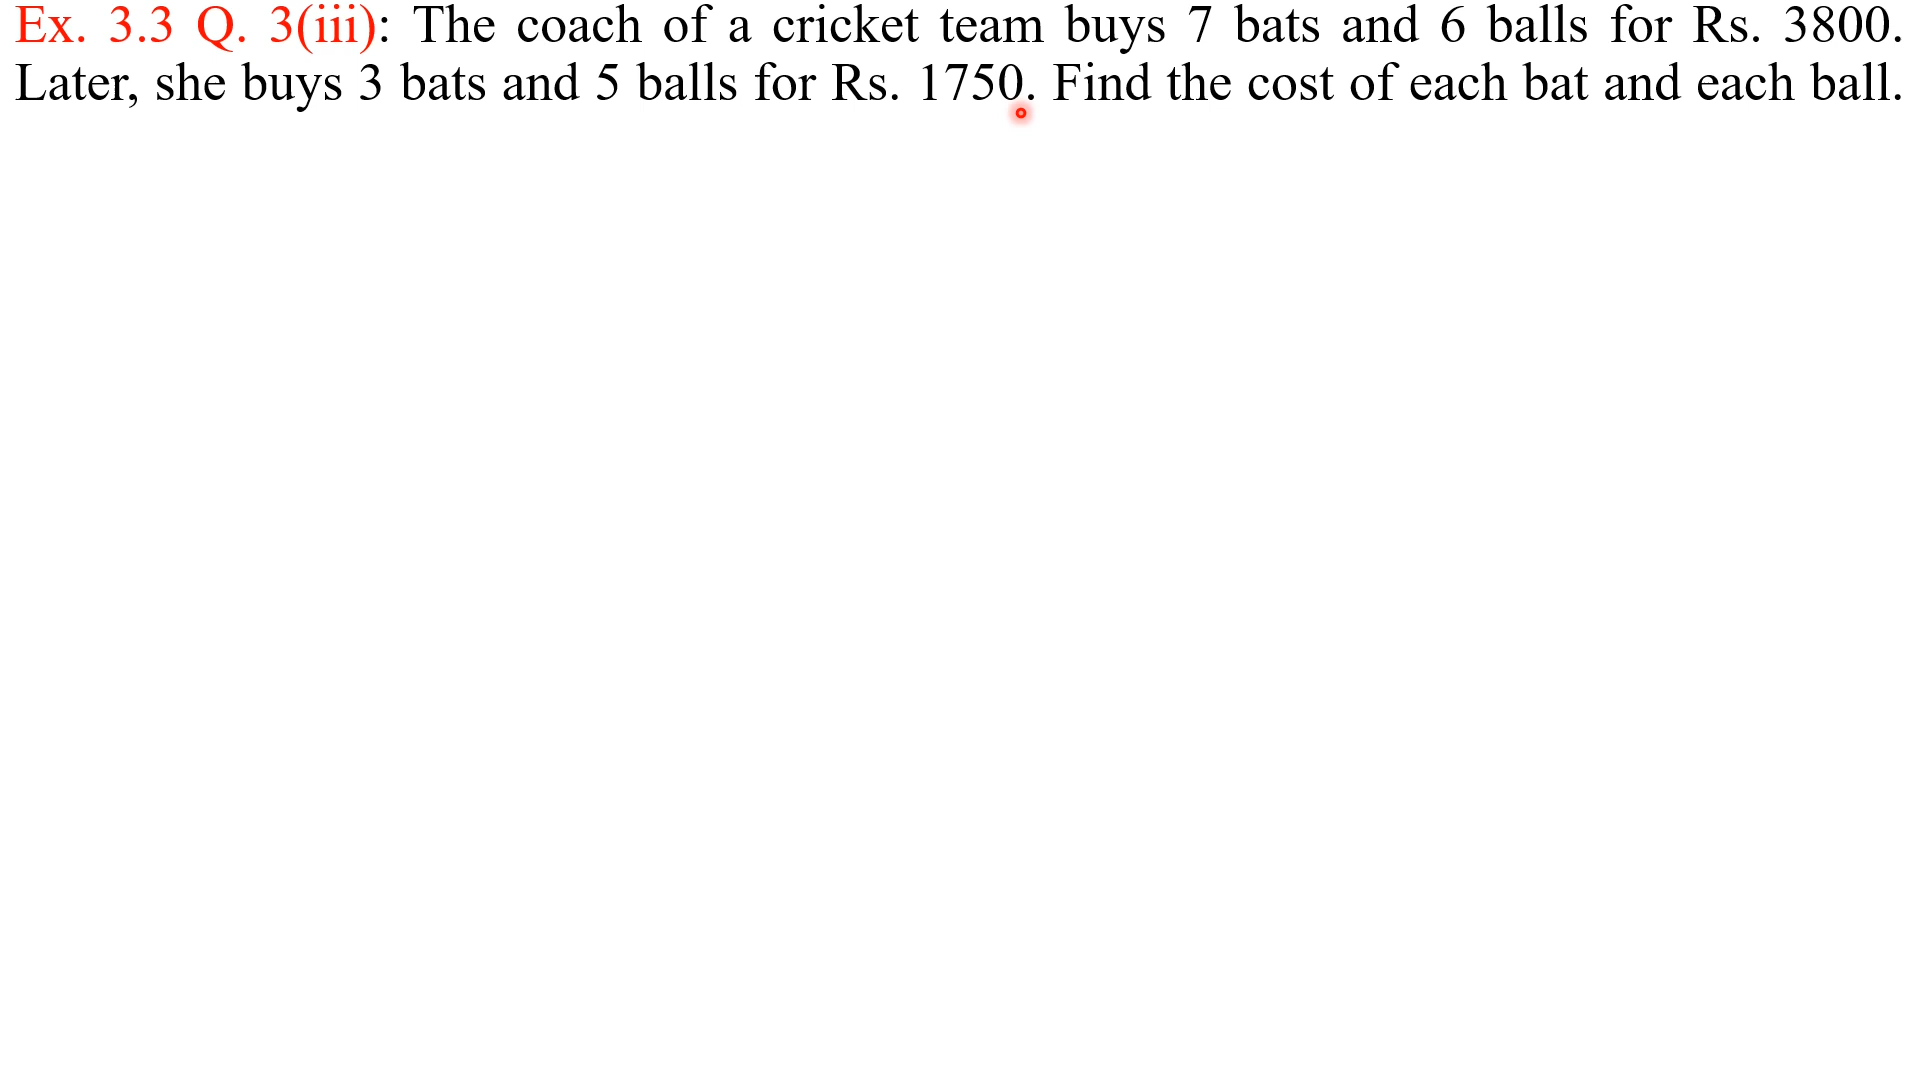 Ex. 3.3 Q. 3(iii): The coach of a cricket team buys 7 bats and 6 balls for Rs. 3800.
Later, she buys 3 bats and 5 balls for Rs. 1750. Find the cost of each bat and each ball.